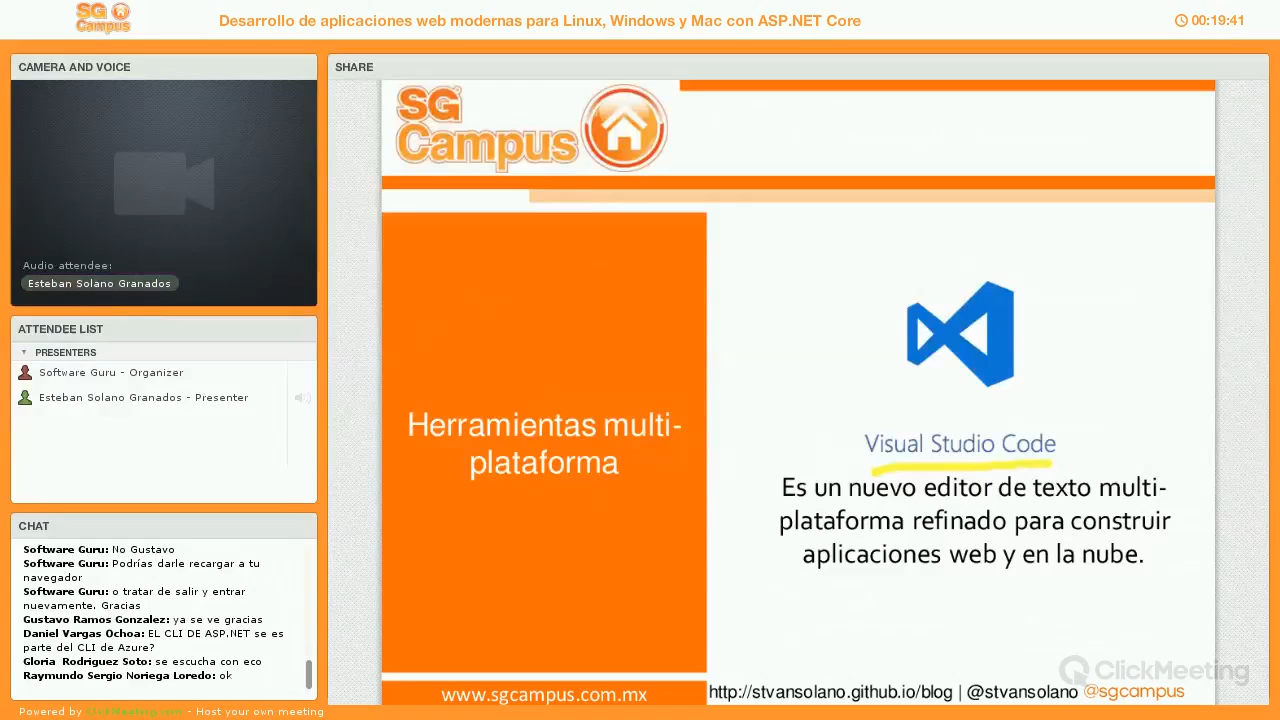 SG
Campus
Desarrollo de aplicaciones web modernas para Linux, Windows y Mac con ASP.NET Core
00:19:41
CAMERA AND VOICE
Audio attendee:
Esteban Solano Granados
ATTENDEE LIST
PRESENTERS
Software Guru - Organizer
Esteban Solano Granados - Presenter
CHAT
Software Guru: No Gustavo
Software Guru: Podrías darle recargar a tu
navegador
Software Guru: o tratar de salir y entrar
nuevamente. Gracias
Gustavo Ramos Gonzalez: ya se ve gracias
Daniel Vargas Ochoa: EL CLI DE ASP.NET se es
parte del CLI de Azure?
Gloria Rodriguez Soto: se escucha con eco
Raymundo Sergio Noriega Loredo: ok
Powered by ClickMeeting.com - Host your own meeting
SHARE
SG
Campus
Herramientas multi-
plataforma
Visual Studio Code
Es un nuevo editor de texto multi-
plataforma refinado para construir
aplicaciones web y en la nube.
ClickMeeting
www.sgcampus.com.mx
http://stvansolano.github.io/blog | @stvansolano @sgcampus